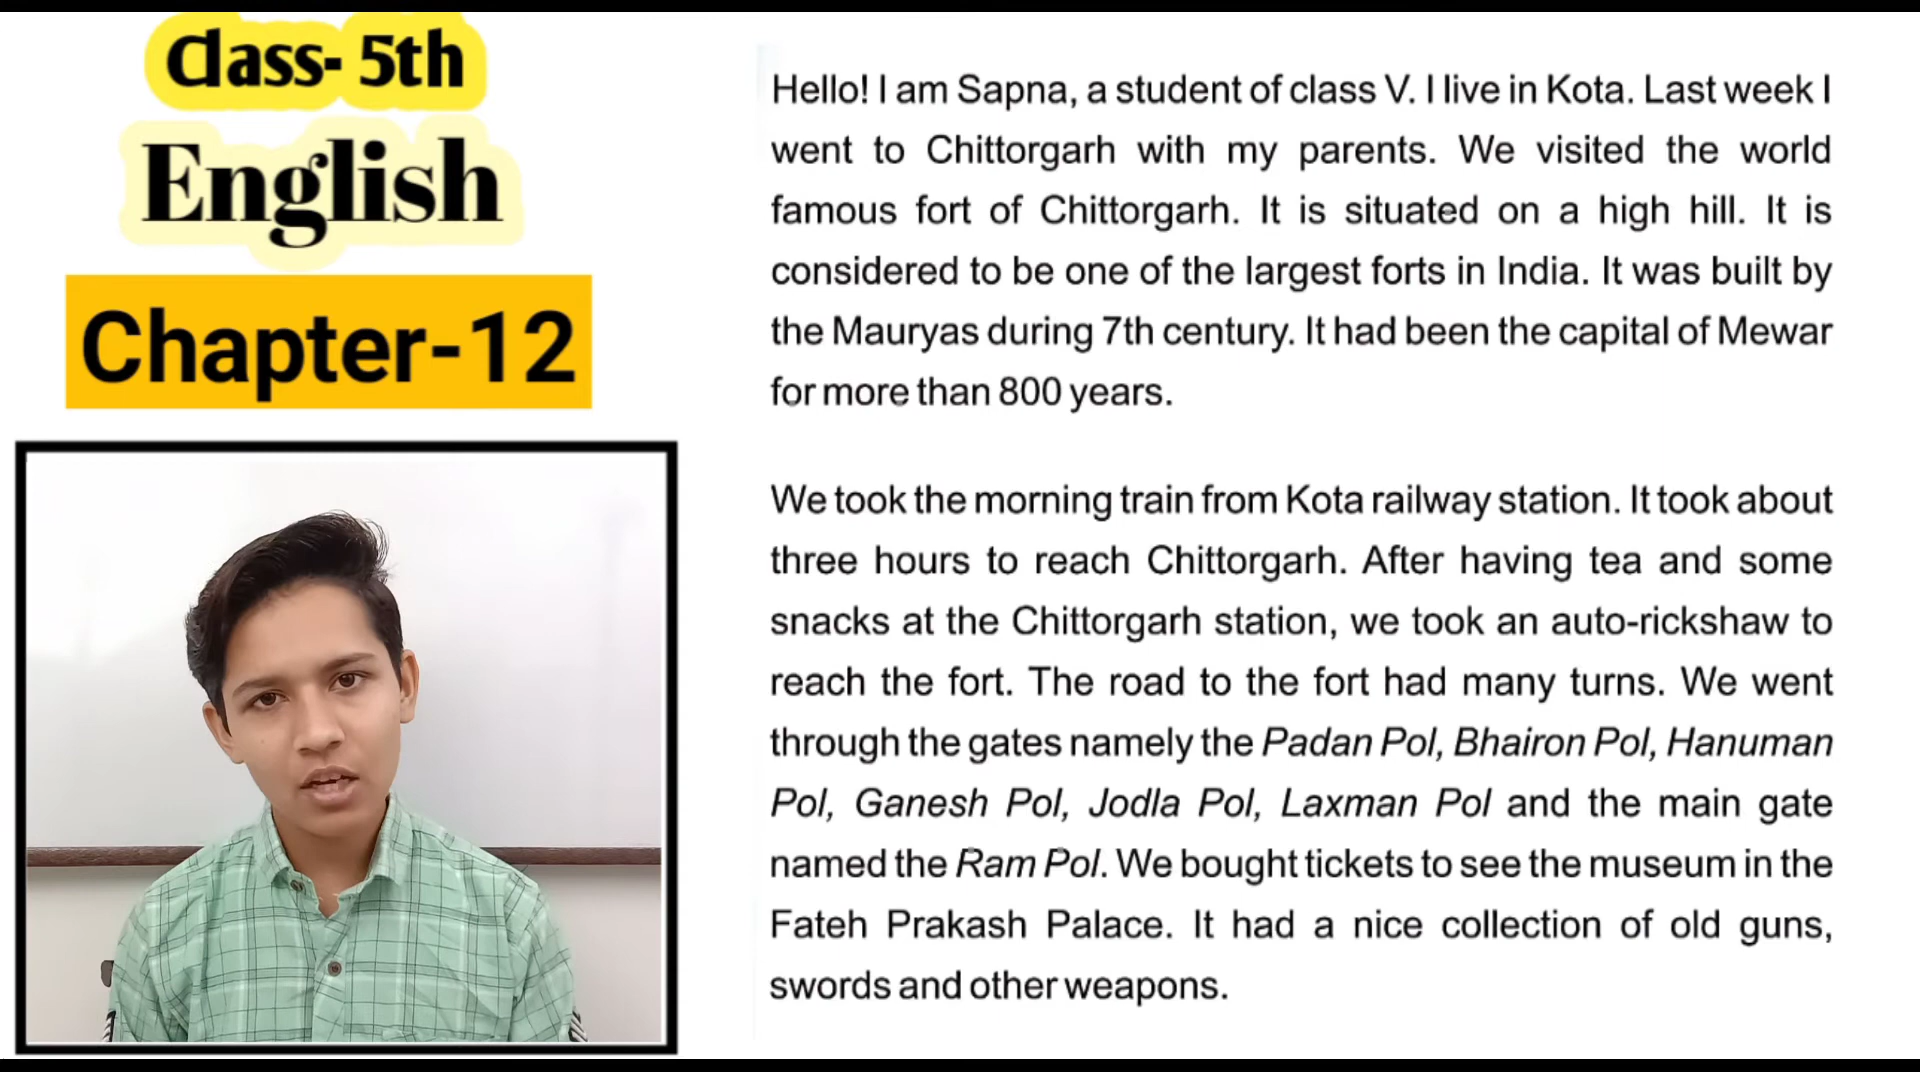 Class- 5th
English
Chapter-12
Hello! I am Sapna, a student of class V. I live in Kota. Last week I
went to Chittorgarh with my parents. We visited the world
famous fort of Chittorgarh. It is situated on a high hill. It is
considered to be one of the largest forts in India. It was built by
the Mauryas during 7th century. It had been the capital of Mewar
for more than 800 years.
We took the morning train from Kota railway station. It took about
three hours to reach Chittorgarh. After having tea and some
snacks at the Chittorgarh station, we took an auto-rickshaw to
reach the fort. The road to the fort had many turns. We went
through the gates namely the Padan Pol, Bhairon Pol, Hanuman
Pol, Ganesh Pol, Jodla Pol, Laxman Pol and the main gate
named the Ram Pol. We bought tickets to see the museum in the
Fateh Prakash Palace. It had a nice collection of old guns,
swords and other weapons.